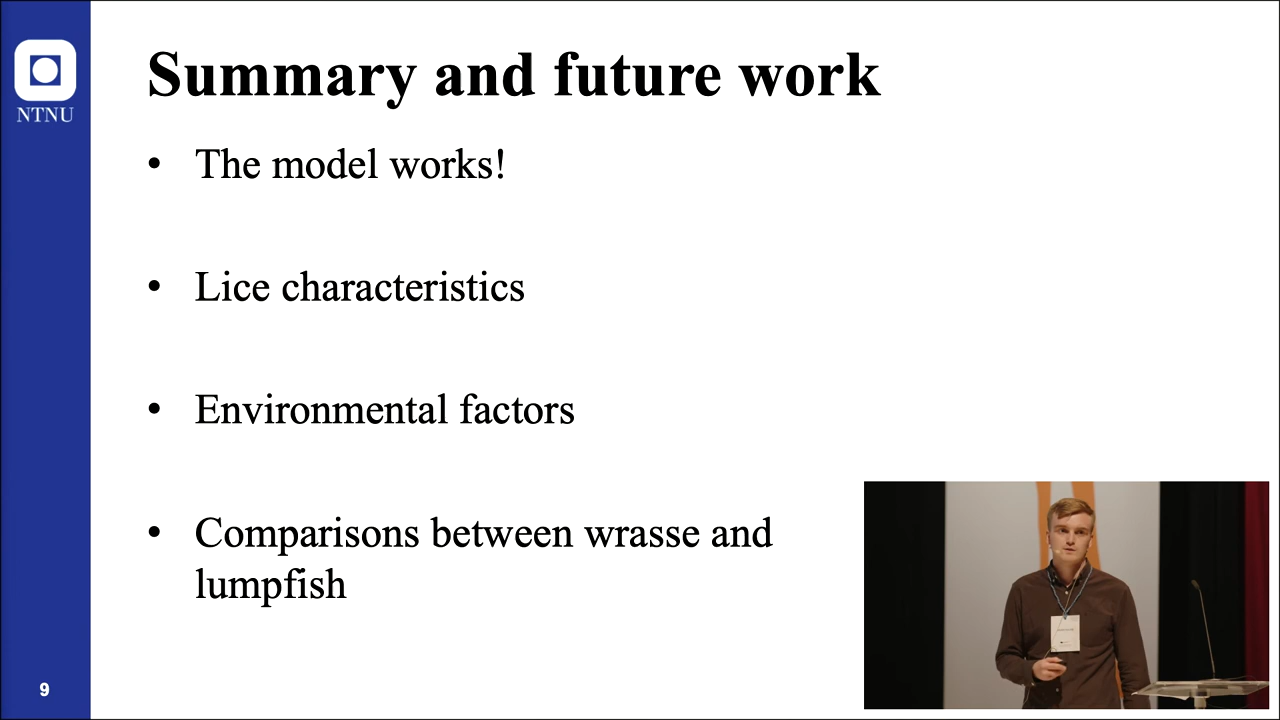 NTNU
Summary and future work
• The model works!
• Lice characteristics
• Environmental factors
• Comparisons between wrasse and
lumpfish
9